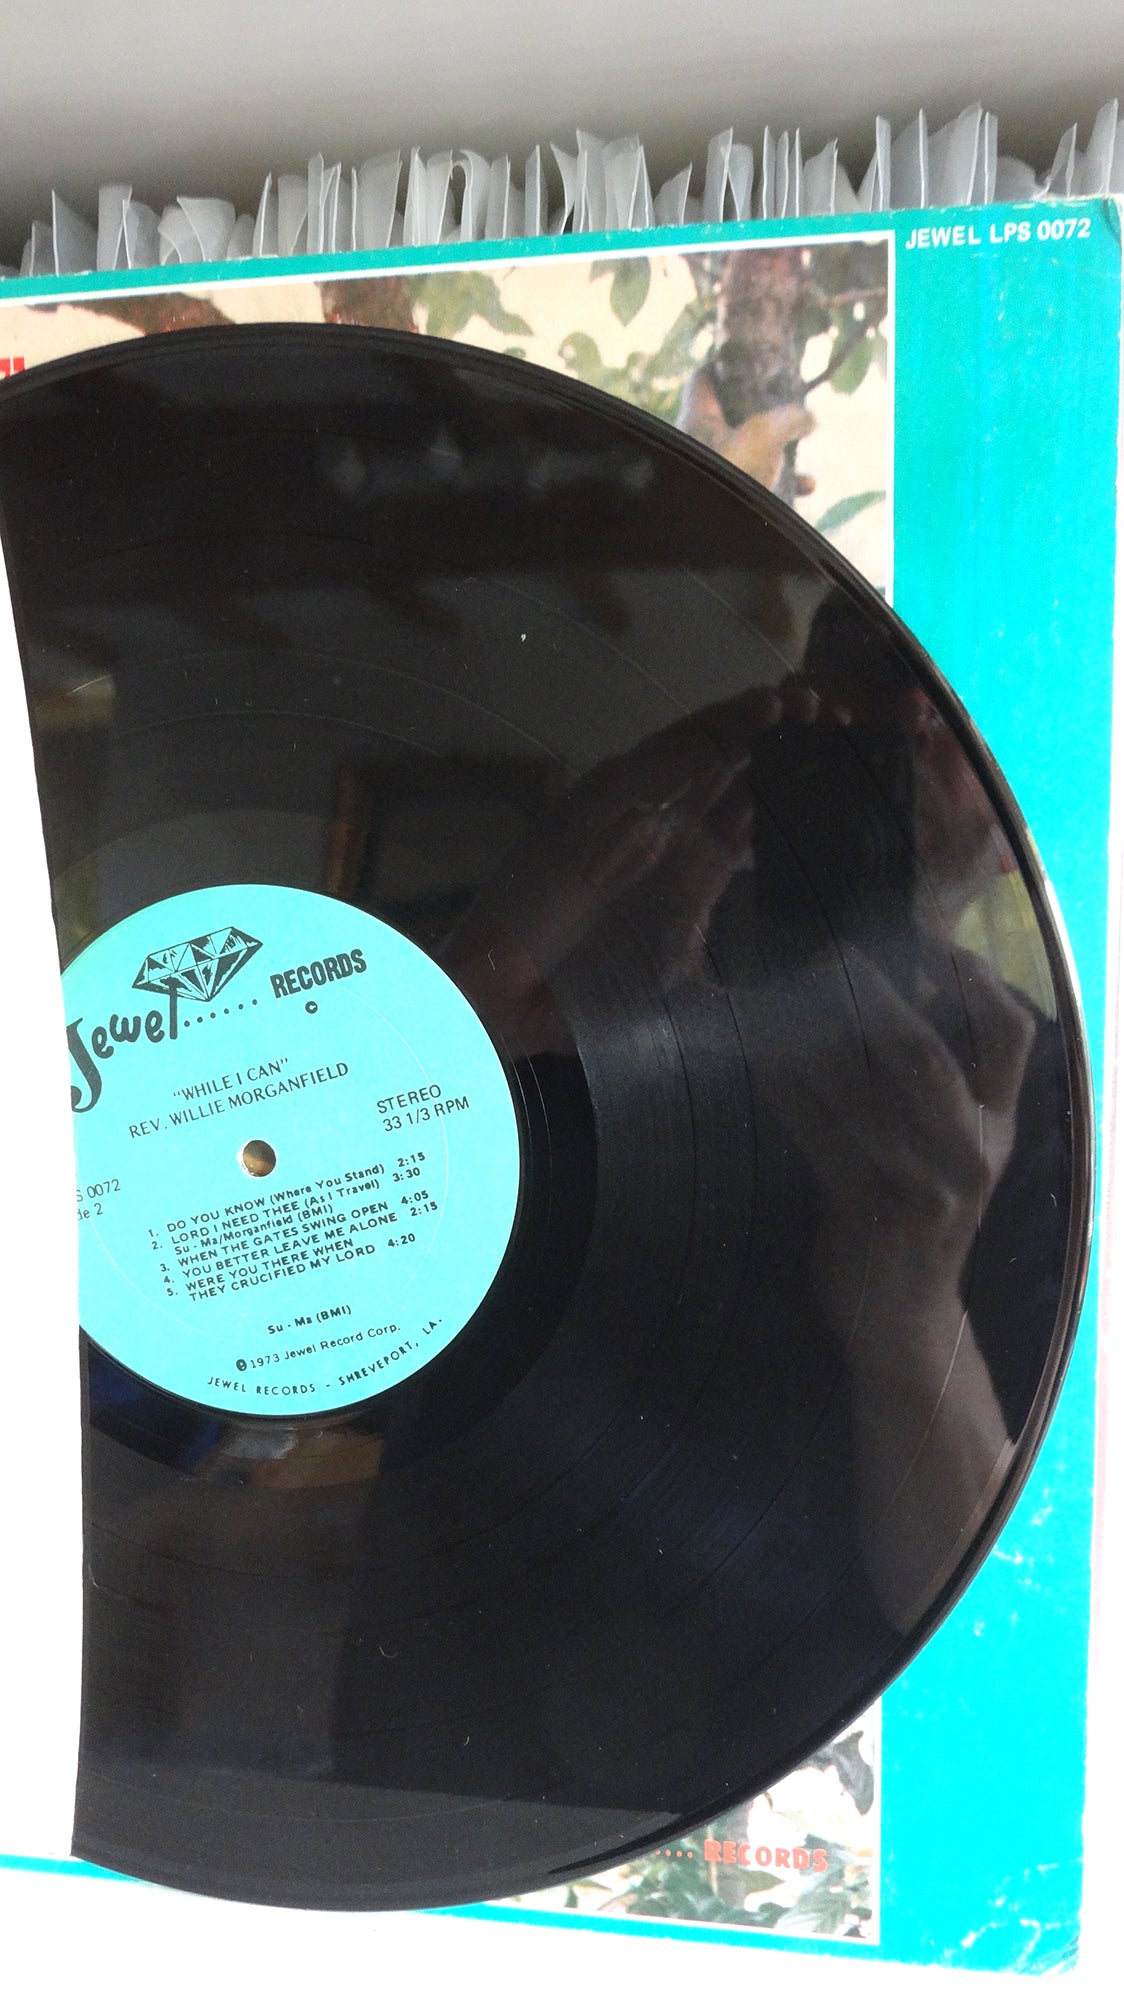 JEWEL LPS 0072
"
Jewel...... RECORDS
©
"WHILE I CAN"
REV. WILLIE MORGANFIELD
STEREO
33 1/3 RPM
S 0072
de 2
1. DO YOU KNOW (Where You Stand) 2:15
2. LORD I NEED THEE (As I Travel) 3:30
Su - Ma/Morganfield (BMI)
3. WHEN THE GATES SWING OPEN 4:05
4. YOU BETTER LEAVE ME ALONE 2:15
5. WERE YOU THERE WHEN
THEY CRUCIFIED MY LORD 4:20
Su - Ma (BMI)
℗1973 Jewel Record Corp.
JEWEL RECORDS - SHREVEPORT, LA.
.... RECORDS